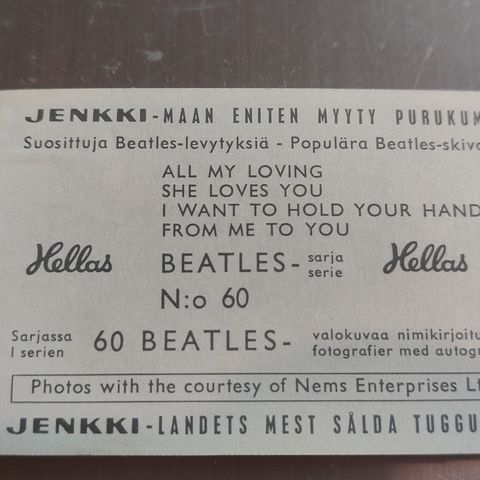 JENKKI-MAAN ENITEN MYYTY PURUKUM
Suosittuja Beatles-levytyksiä - Populära Beatles-skivo
ALL MY LOVING
SHE LOVES YOU
I WANT TO HOLD YOUR HAND
FROM ME TO YOU
Hellas BEATLES- sarja serie Hellas
N:o 60
Sarjassa 60 BEATLES- valokuvaa nimikirjoitu
I serien fotografier med autogr
Photos with the courtesy of Nems Enterprises Lt
JENKKI-LANDETS MEST SÅLDA TUGGU